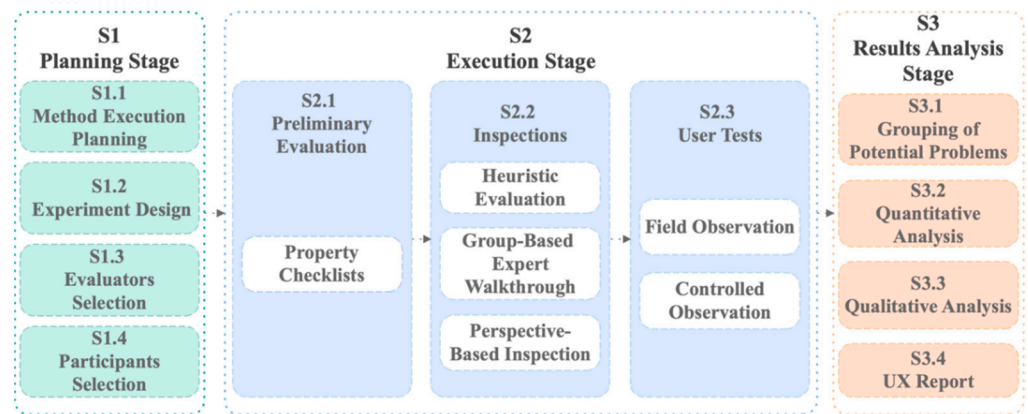 S1
Planning Stage
S1.1
Method Execution
Planning
S1.2
Experiment Design
S1.3
Evaluators
Selection
S1.4
Participants
Selection
S2
Execution Stage
S2.1
Preliminary
Evaluation
Property
Checklists
S2.2
Inspections
Heuristic
Evaluation
Group-Based
Expert
Walkthrough
Perspective-
Based Inspection
S2.3
User Tests
Field Observation
Controlled
Observation
S3
Results Analysis
Stage
S3.1
Grouping of
Potential Problems
S3.2
Quantitative
Analysis
S3.3
Qualitative Analysis
S3.4
UX Report